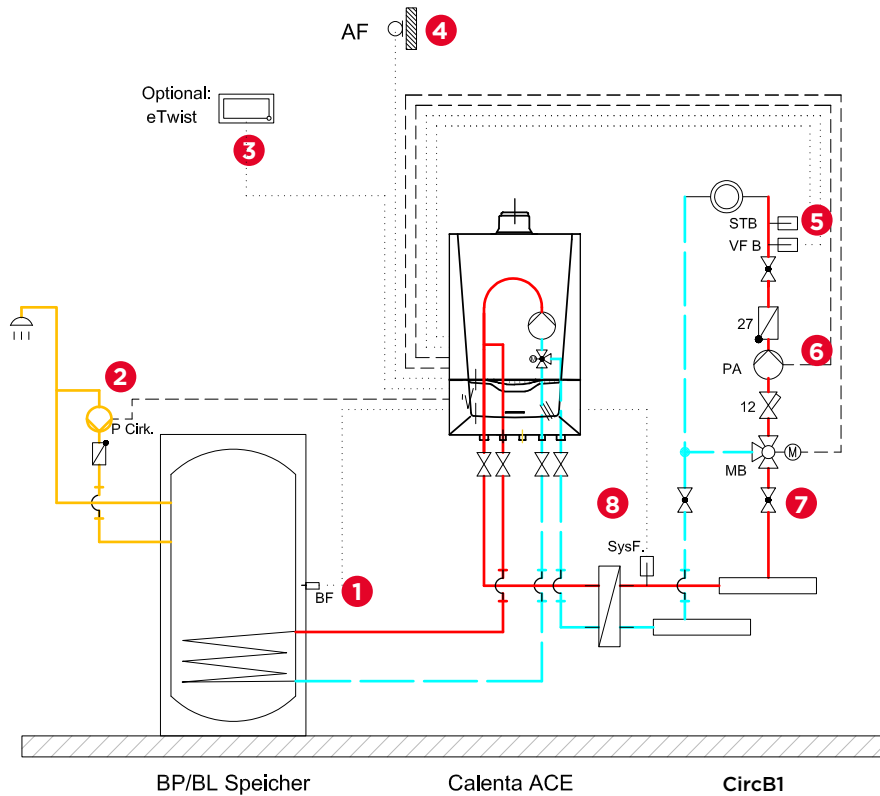 AF
4
Optional:
eTwist
3
STB
5
VF B
27
6
PA
2
P Cirk.
12
M
MB
M
8
7
SysF.
1
BF
BP/BL Speicher
Calenta ACE
CircB1